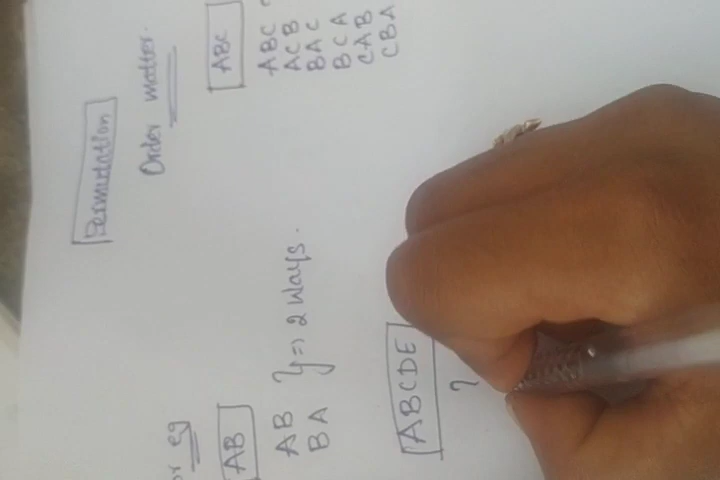 Permutation
Order matter.
eg
AB
AB
BA
=> 2 ways.
ABC
ABC
ACB
BAC
BCA
CAB
CBA
ABCDE
?